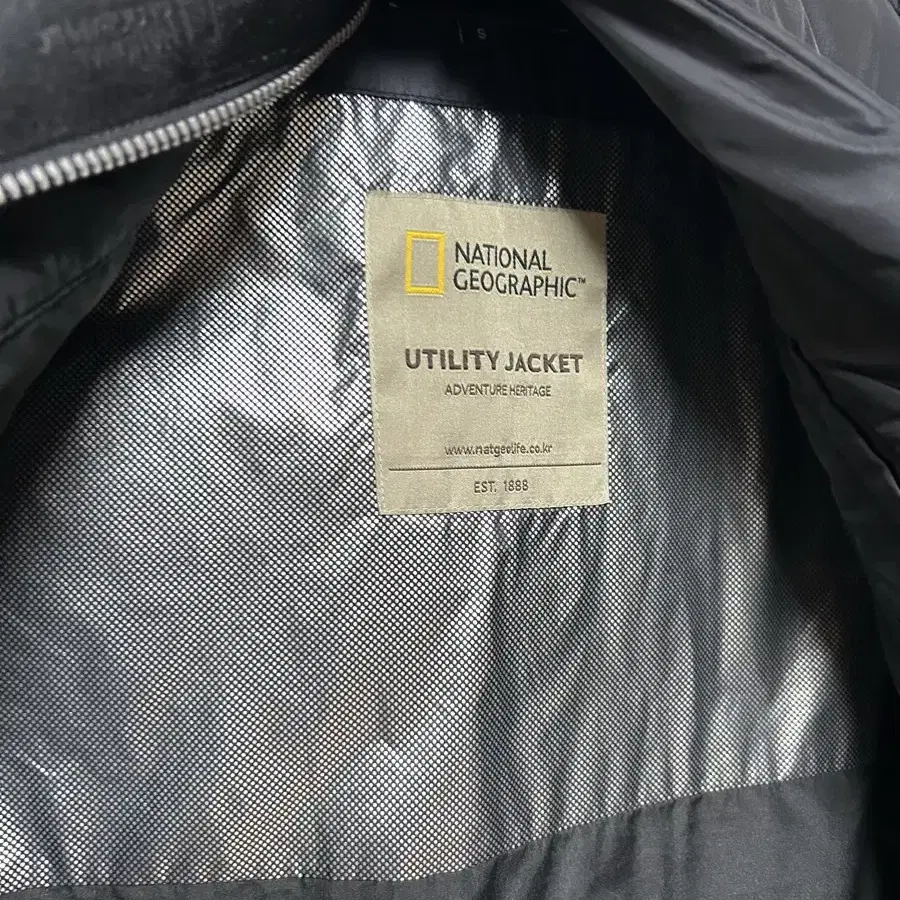 S
NATIONAL
GEOGRAPHIC™
UTILITY JACKET
ADVENTURE HERITAGE
www.natgeolife.co.kr
EST. 1888